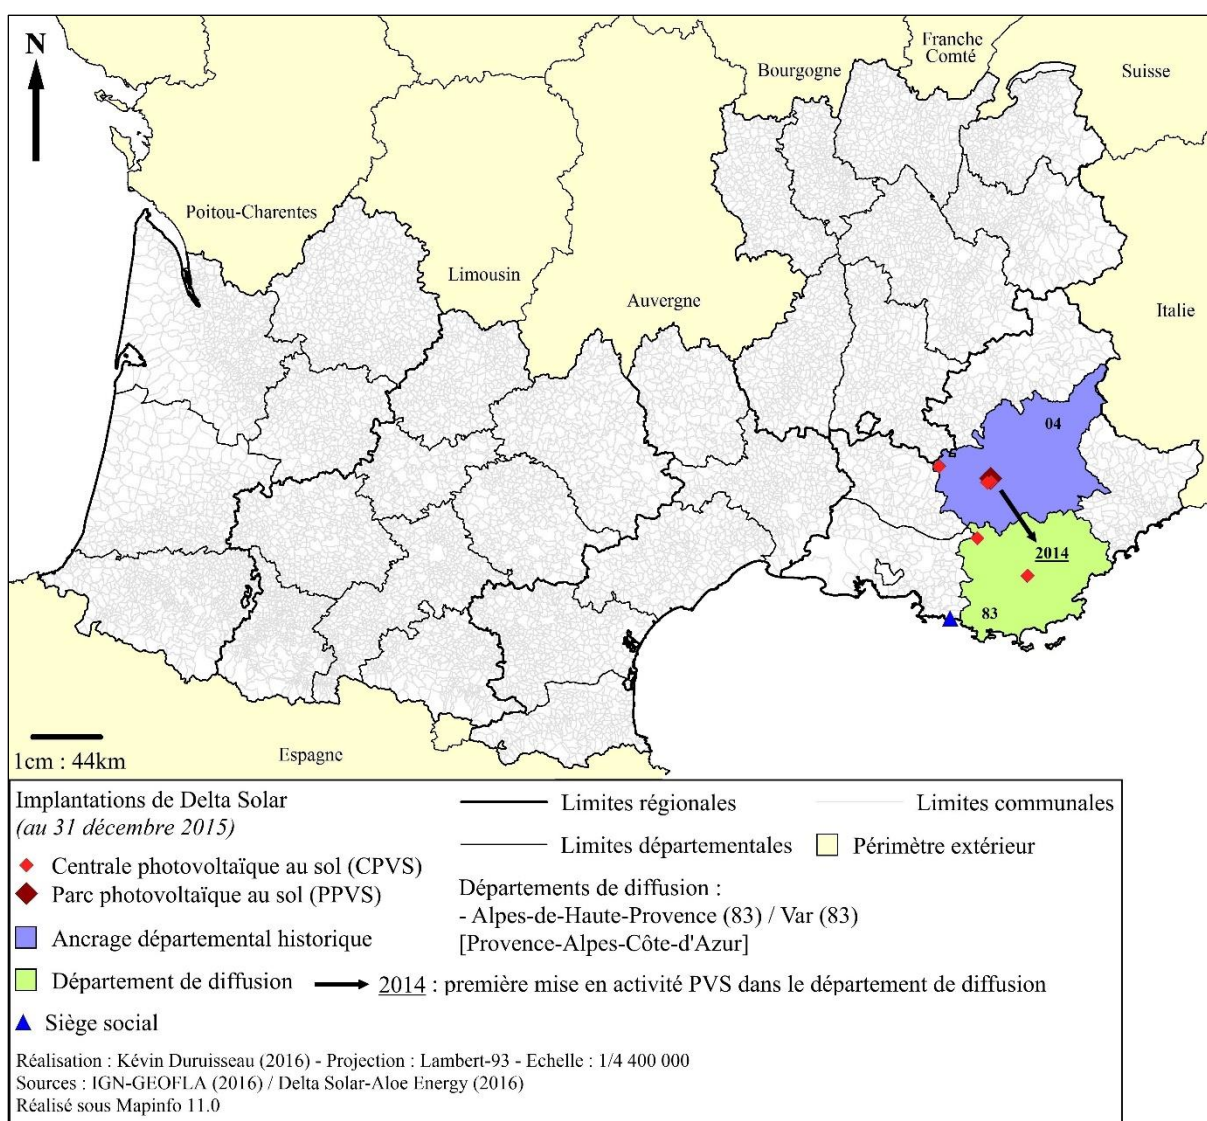 N
Franche
Comté
Bourgogne
Suisse
Poitou-Charentes
Limousin
Auvergne
Italie
04
2014
83
Espagne
1cm : 44km
Implantations de Delta Solar
(au 31 décembre 2015)
Centrale photovoltaïque au sol (CPVS)
Parc photovoltaïque au sol (PPVS)
Ancrage départemental historique
Département de diffusion
2014 : première mise en activité PVS dans le département de diffusion
Siège social
Limites régionales
Limites communales
Limites départementales
Périmètre extérieur
Départements de diffusion :
- Alpes-de-Haute-Provence (83) / Var (83)
[Provence-Alpes-Côte-d'Azur]
Réalisation : Kévin Duruisseau (2016) - Projection : Lambert-93 - Echelle : 1/4 400 000
Sources : IGN-GEOFLA (2016) / Delta Solar-Aloe Energy (2016)
Réalisé sous Mapinfo 11.0